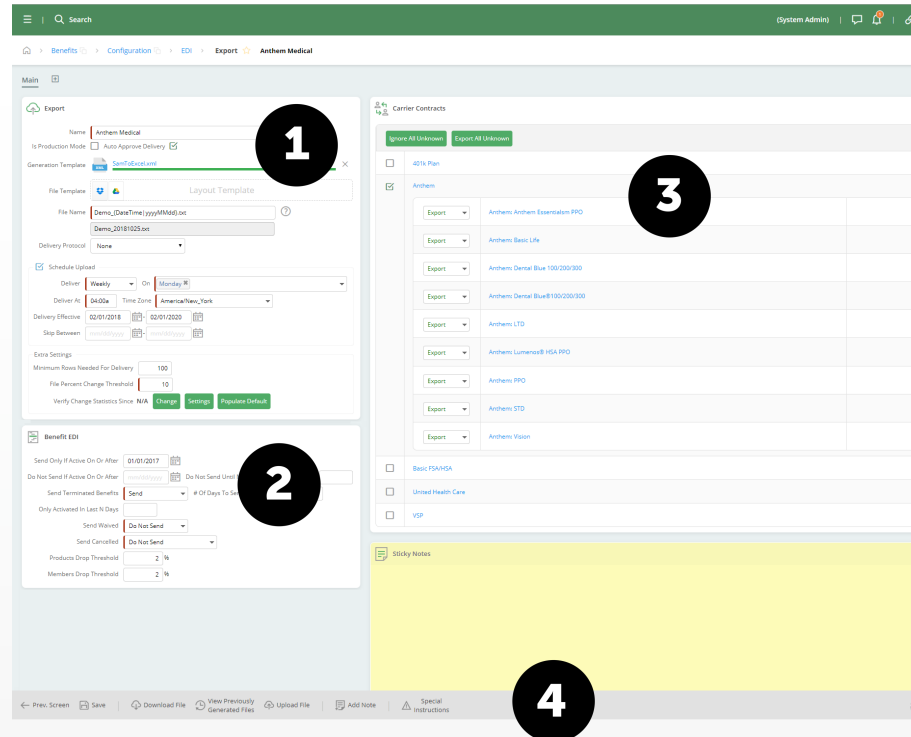 Search
(System Admin)
Benefits
Configuration
EDI
Export
Anthem Medical
Main
Export
Name
Anthem Medical
Is Production Mode
Auto Approve Delivery
Generation Template
SamToExcel.xml
File Template
Layout Template
File Name
Demo_{DateTime|yyyyMMdd}.txt
Demo_20181025.txt
Delivery Protocol
None
Schedule Upload
Deliver
Weekly
On
Monday
Deliver At
04:00a
Time Zone
America/New_York
Delivery Effective
02/01/2018
-
02/01/2020
Skip Between
mm/dd/yyyy
-
mm/dd/yyyy
Extra Settings
Minimum Rows Needed For Delivery
100
File Percent Change Threshold
10
Verify Change Statistics Since
N/A
Change
Settings
Populate Default
1
Benefit EDI
Send Only If Active On Or After
01/01/2017
Do Not Send If Active On Or After
mm/dd/yyyy
Do Not Send Until
Send Terminated Benefits
Send
# Of Days To
Only Activated In Last N Days
Send Waived
Do Not Send
Send Cancelled
Do Not Send
Products Drop Threshold
2 %
Members Drop Threshold
2 %
2
Carrier Contracts
Ignore All Unknown
Export All Unknown
401k Plan
Anthem
Export
Anthem: Anthem Essentialsm PPO
Export
Anthem: Basic Life
Export
Anthem: Dental Blue 100/200/300
Export
Anthem: Dental Blue®100/200/300
Export
Anthem: LTD
Export
Anthem: Lumenos® HSA PPO
Export
Anthem: PPO
Export
Anthem: STD
Export
Anthem: Vision
Basic FSA/HSA
United Health Care
VSP
3
Sticky Notes
Prev. Screen
Save
Download File
View Previously
Generated Files
Upload File
Add Note
Special
Instructions
4